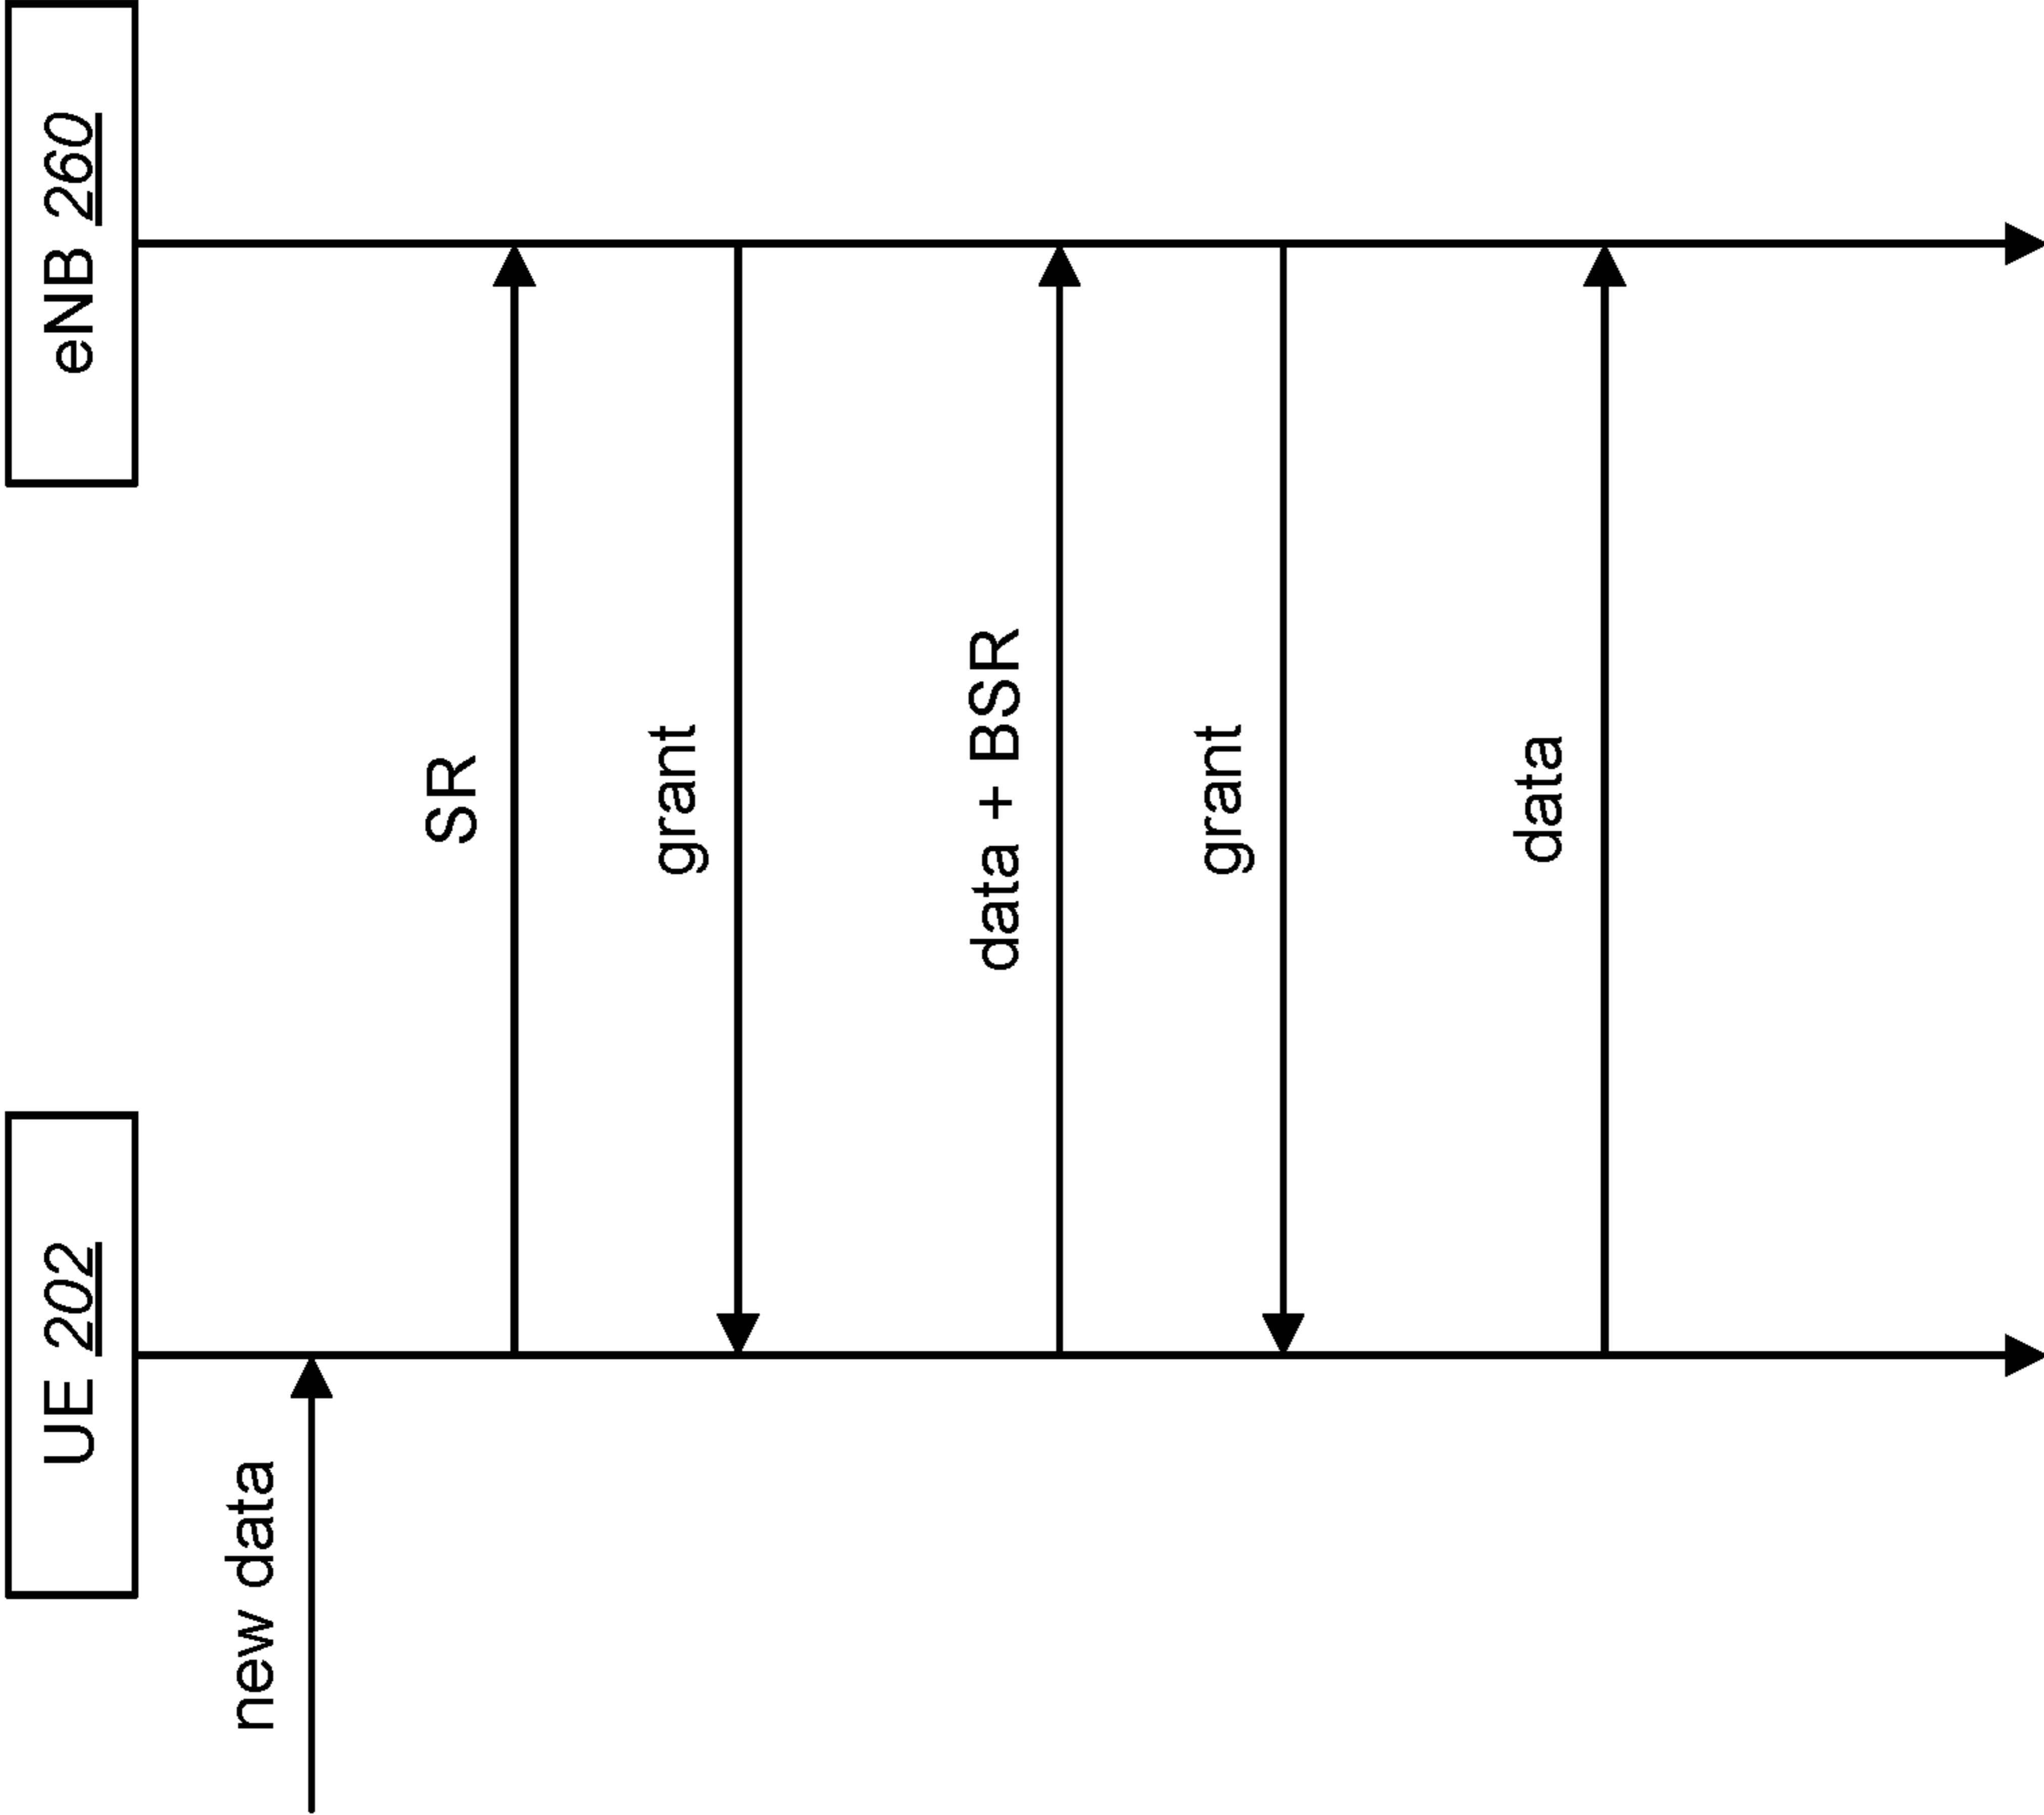 UE 202
eNB 260
new data
SR
grant
data + BSR
grant
data